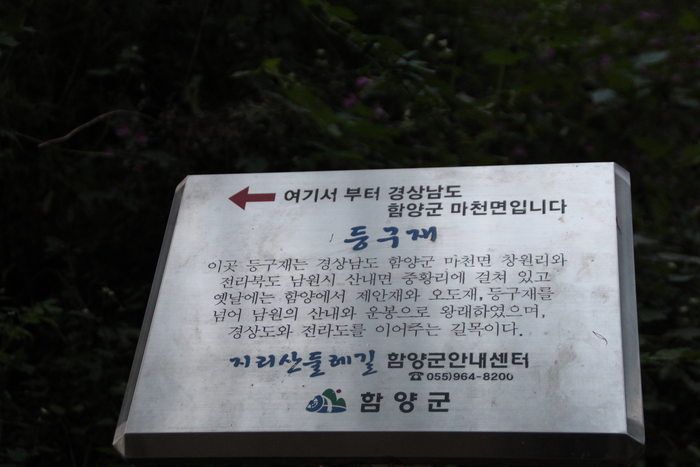 여기서 부터 경상남도
함양군 마천면입니다
등구재
이곳 등구재는 경상남도 함양군 마천면 창원리와
전라북도 남원시 산내면 중황리에 걸쳐 있고
옛날에는 함양에서 제안재와 오도재, 등구재를
넘어 남원의 산내와 운봉으로 왕래하였으며,
경상도와 전라도를 이어주는 길목이다.
지리산둘레길 함양군안내센터
☎055)964-8200
함양군